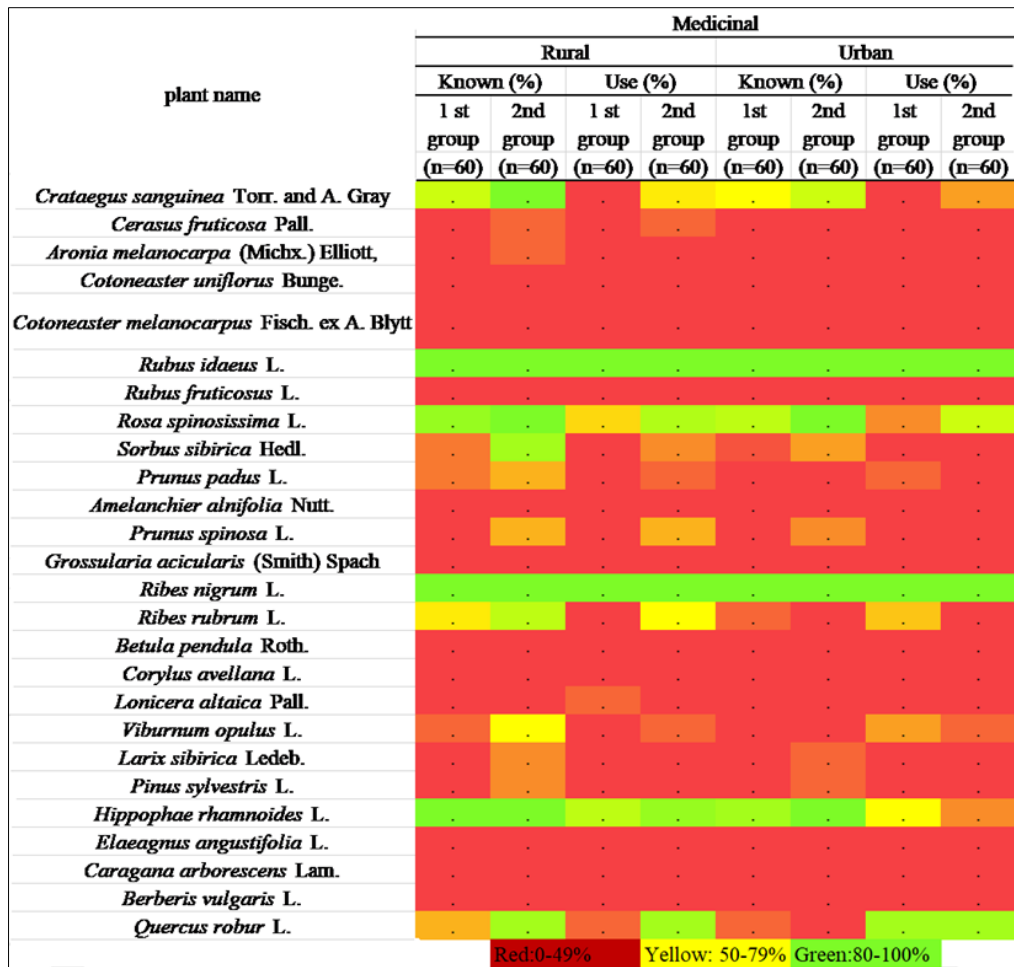 Medicinal
Rural Urban
plant name
Known (%) Use (%) Known (%) Use (%)
1 st 2nd 1 st 2nd 1st 2nd 1st 2nd
group group group group group group group group
(n=60) (n=60) (n=60) (n=60) (n=60) (n=60) (n=60) (n=60)
Crataegus sanguinea Torr. and A. Gray . . . . . . . .
Cerasus fruticosa Pall. . . . . . . . .
Aronia melanocarpa (Michx.) Elliott, . . . . . . . .
Cotoneaster uniflorus Bunge. . . . . . . . .
Cotoneaster melanocarpus Fisch. ex A. Blytt . . . . . . . .
Rubus idaeus L. . . . . . . . .
Rubus fruticosus L. . . . . . . . .
Rosa spinosissima L. . . . . . . . .
Sorbus sibirica Hedl. . . . . . . . .
Prunus padus L. . . . . . . . .
Amelanchier alnifolia Nutt. . . . . . . . .
Prunus spinosa L. . . . . . . . .
Grossularia acicularis (Smith) Spach . . . . . . . .
Ribes nigrum L. . . . . . . . .
Ribes rubrum L. . . . . . . . .
Betula pendula Roth. . . . . . . . .
Corylus avellana L. . . . . . . . .
Lonicera altaica Pall. . . . . . . . .
Viburnum opulus L. . . . . . . . .
Larix sibirica Ledeb. . . . . . . . .
Pinus sylvestris L. . . . . . . . .
Hippophae rhamnoides L. . . . . . . . .
Elaeagnus angustifolia L. . . . . . . . .
Caragana arborescens Lam. . . . . . . . .
Berberis vulgaris L. . . . . . . . .
Quercus robur L. . . . . . . . .
Red:0-49% Yellow: 50-79% Green:80-100%